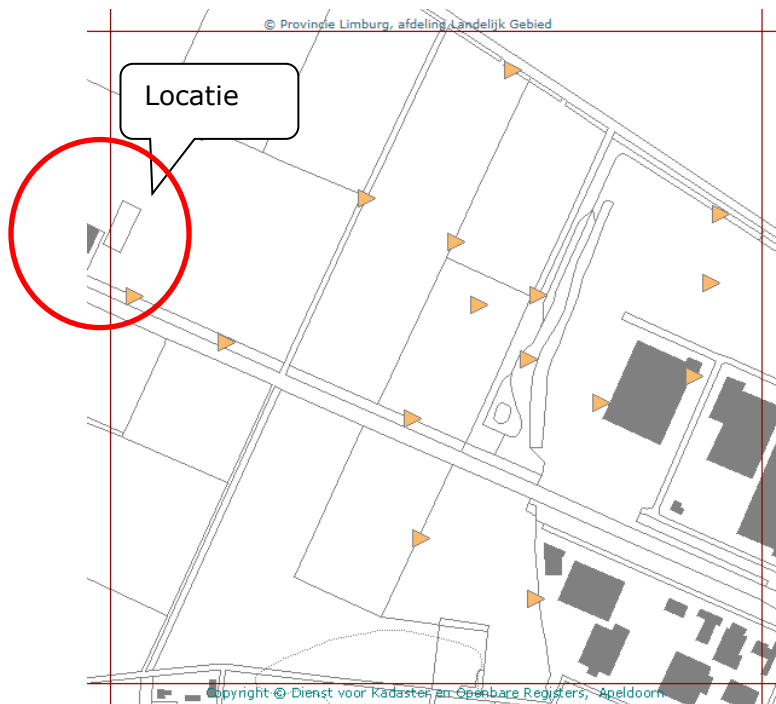 © Provincie Limburg, afdeling Landelijk Gebied
Locatie
Copyright © Dienst voor Kadaster en Openbare Registers, Apeldoorn